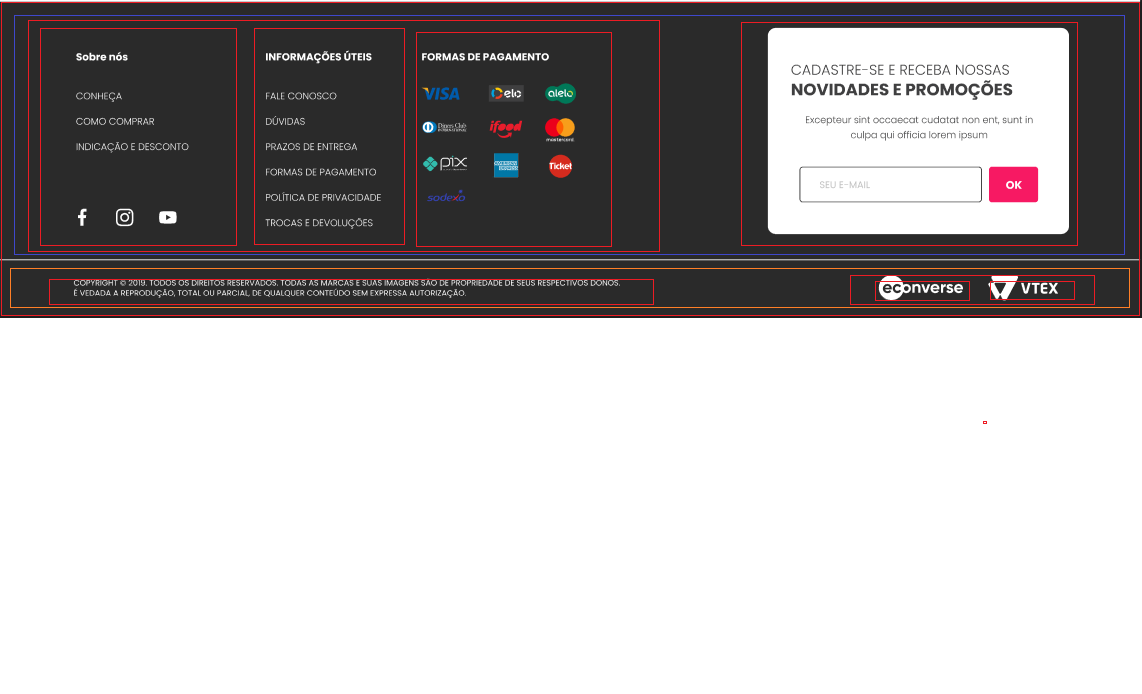 Sobre nós
CONHEÇA
COMO COMPRAR
INDICAÇÃO E DESCONTO
INFORMAÇÕES ÚTEIS
FALE CONOSCO
DÚVIDAS
PRAZOS DE ENTREGA
FORMAS DE PAGAMENTO
POLÍTICA DE PRIVACIDADE
TROCAS E DEVOLUÇÕES
FORMAS DE PAGAMENTO
VISA
elo
alelo
Diners Club
INTERNATIONAL
ifood
mastercard
pix
AMERICAN
EXPRESS
Ticket
sodexo
CADASTRE-SE E RECEBA NOSSAS
NOVIDADES E PROMOÇÕES
Excepteur sint occaecat cudatat non ent, sunt in
culpa qui officia lorem ipsum
SEU E-MAIL
OK
COPYRIGHT © 2019. TODOS OS DIREITOS RESERVADOS. TODAS AS MARCAS E SUAS IMAGENS SÃO DE PROPRIEDADE DE SEUS RESPECTIVOS DONOS.
É VEDADA A REPRODUÇÃO, TOTAL OU PARCIAL, DE QUALQUER CONTEÚDO SEM EXPRESSA AUTORIZAÇÃO.
econverse
VTEX